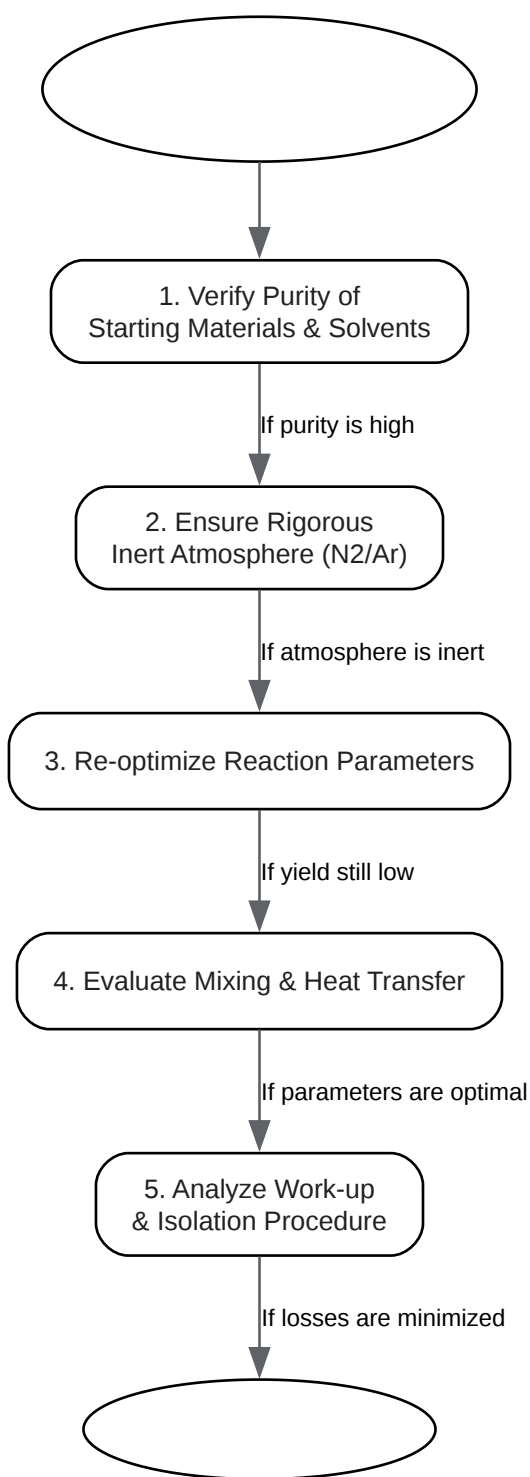 1. Verify Purity of
Starting Materials & Solvents
If purity is high
2. Ensure Rigorous
Inert Atmosphere (N2/Ar)
If atmosphere is inert
3. Re-optimize Reaction Parameters
If yield still low
4. Evaluate Mixing & Heat Transfer
If parameters are optimal
5. Analyze Work-up
& Isolation Procedure
If losses are minimized